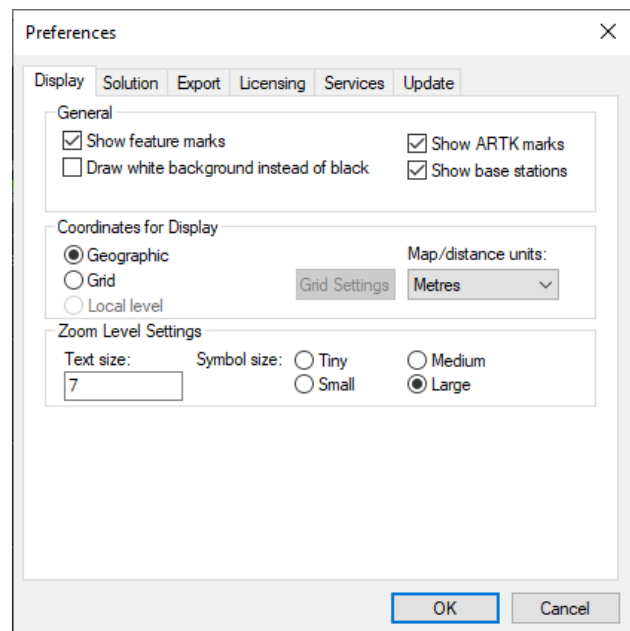 Preferences
Display Solution Export Licensing Services Update
General
Show feature marks
Show ARTK marks
Draw white background instead of black
Show base stations
Coordinates for Display
Geographic
Map/distance units:
Grid
Grid Settings
Metres
Local level
Zoom Level Settings
Text size:
Symbol size:
Tiny
Medium
7
Small
Large
OK
Cancel